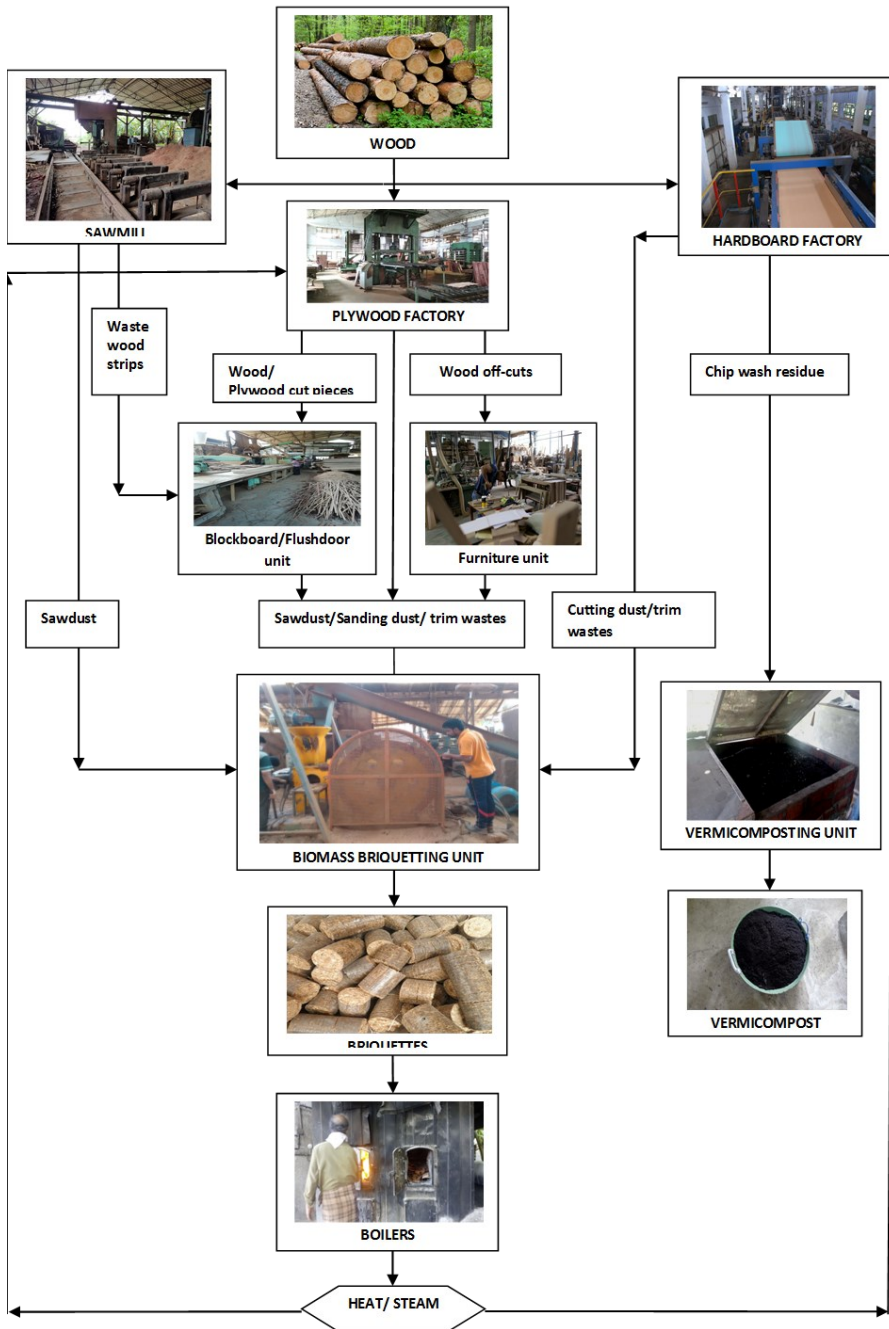 WOOD
SAWMILL
HARDBOARD FACTORY
PLYWOOD FACTORY
Waste
wood
strips
Wood/
Plywood cut pieces
Wood off-cuts
Chip wash residue
Blockboard/Flushdoor
unit
Furniture unit
Sawdust
Sawdust/Sanding dust/ trim wastes
Cutting dust/trim
wastes
BIOMASS BRIQUETTING UNIT
VERMICOMPOSTING UNIT
BRIQUETTES
VERMICOMPOST
BOILERS
HEAT/ STEAM